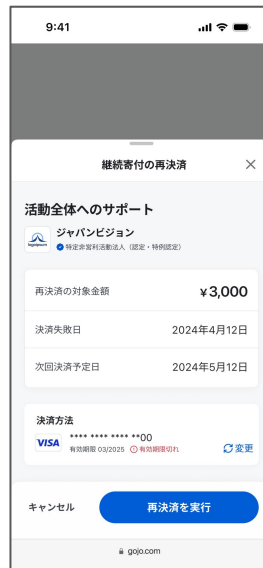 9:41
継続寄付の再決済
活動全体へのサポート
logoipsum
ジャパンビジョン
特定非営利活動法人（認定・特例認定）
再決済の対象金額 ¥3,000
決済失敗日 2024年4月12日
次回決済予定日 2024年5月12日
決済方法
VISA
**** **** **** **00
有効期限 03/2025 有効期限切れ
変更
キャンセル 再決済を実行
gojo.com